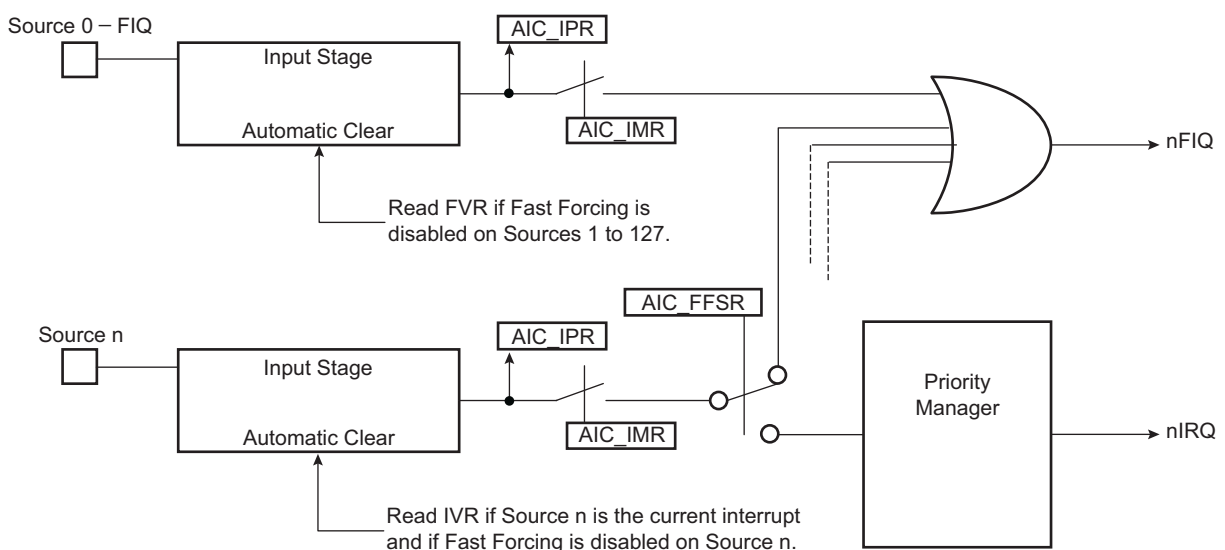 Source 0 – FIQ
Input Stage
Automatic Clear
AIC_IPR
AIC_IMR
nFIQ
Read FVR if Fast Forcing is
disabled on Sources 1 to 127.
AIC_FFSR
Source n
Input Stage
Automatic Clear
AIC_IPR
AIC_IMR
Priority
Manager
nIRQ
Read IVR if Source n is the current interrupt
and if Fast Forcing is disabled on Source n.